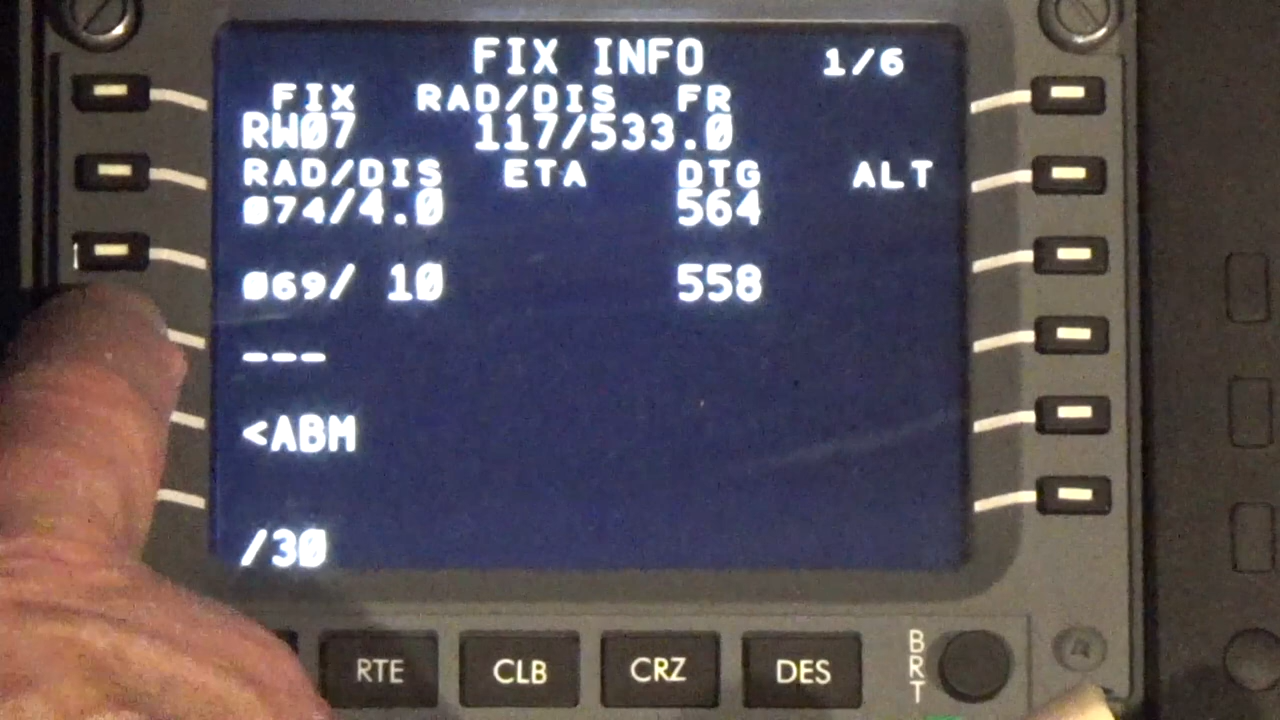 FIX INFO 1/6
FIX RAD/DIS FR
RW07 117/533.0
RAD/DIS ETA DTG ALT
074/4.0 564
069/ 10 558
---
<ABM
/30
RTE CLB CRZ DES BRT